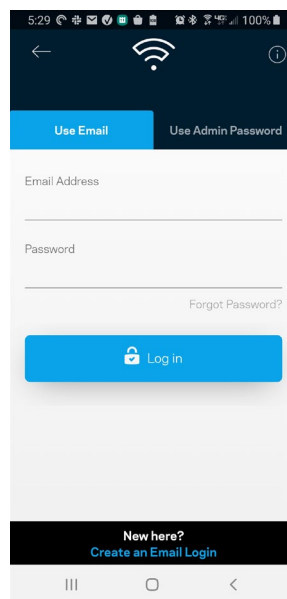 5:29 100%
Use Email Use Admin Password
Email Address
Password
Forgot Password?
Log in
New here?
Create an Email Login